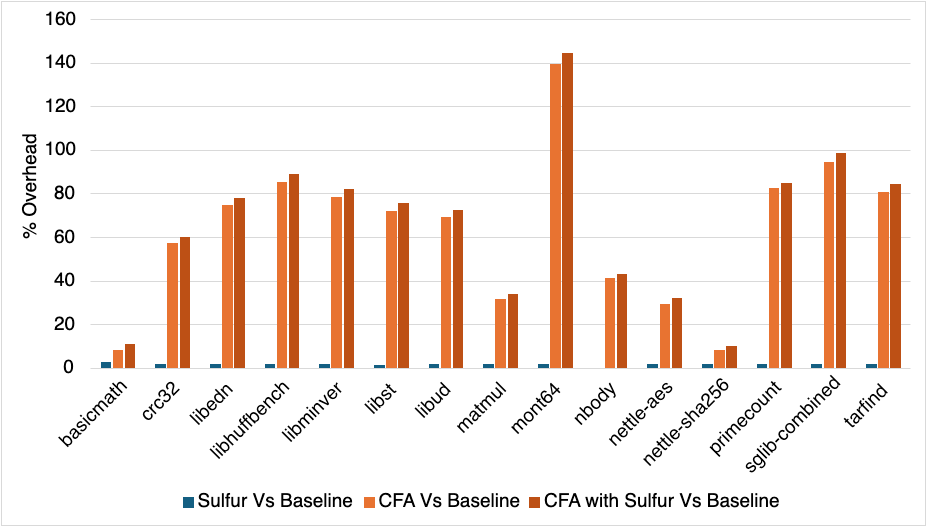 160
140
120
100
80
60
40
20
0
% Overhead
basicmath
crc32
libedn
libhuffbench
libminver
libst
libud
matmul
mont64
nbody
nettle-aes
nettle-sha256
primecount
sglib-combined
tarfind
Sulfur Vs Baseline CFA Vs Baseline CFA with Sulfur Vs Baseline